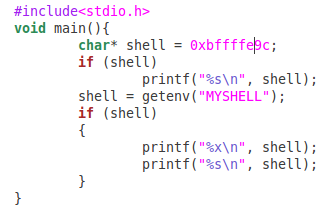 #include<stdio.h>
void main(){
        char* shell = 0xbffffe9c;
        if (shell)
                printf("%s\n", shell);
        shell = getenv("MYSHELL");
        if (shell)
        {
                printf("%x\n", shell);
                printf("%s\n", shell);
        }
}